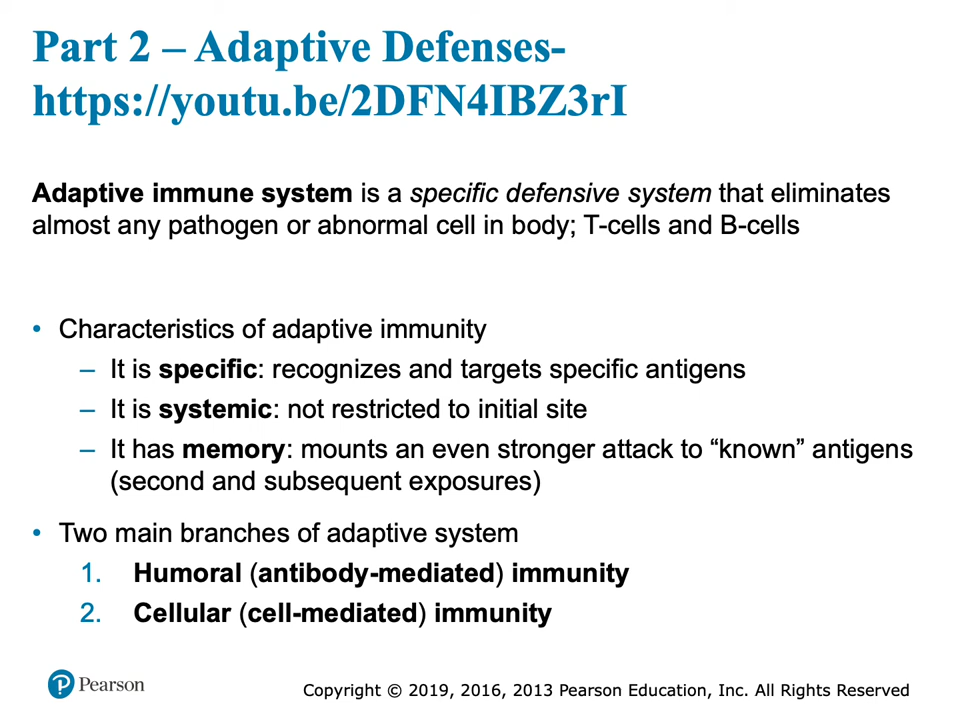 Part 2 – Adaptive Defenses-
https://youtu.be/2DFN4IBZ3rI
Adaptive immune system is a specific defensive system that eliminates
almost any pathogen or abnormal cell in body; T-cells and B-cells
• Characteristics of adaptive immunity
– It is specific: recognizes and targets specific antigens
– It is systemic: not restricted to initial site
– It has memory: mounts an even stronger attack to “known” antigens
(second and subsequent exposures)
• Two main branches of adaptive system
1. Humoral (antibody-mediated) immunity
2. Cellular (cell-mediated) immunity
P Pearson
Copyright © 2019, 2016, 2013 Pearson Education, Inc. All Rights Reserved